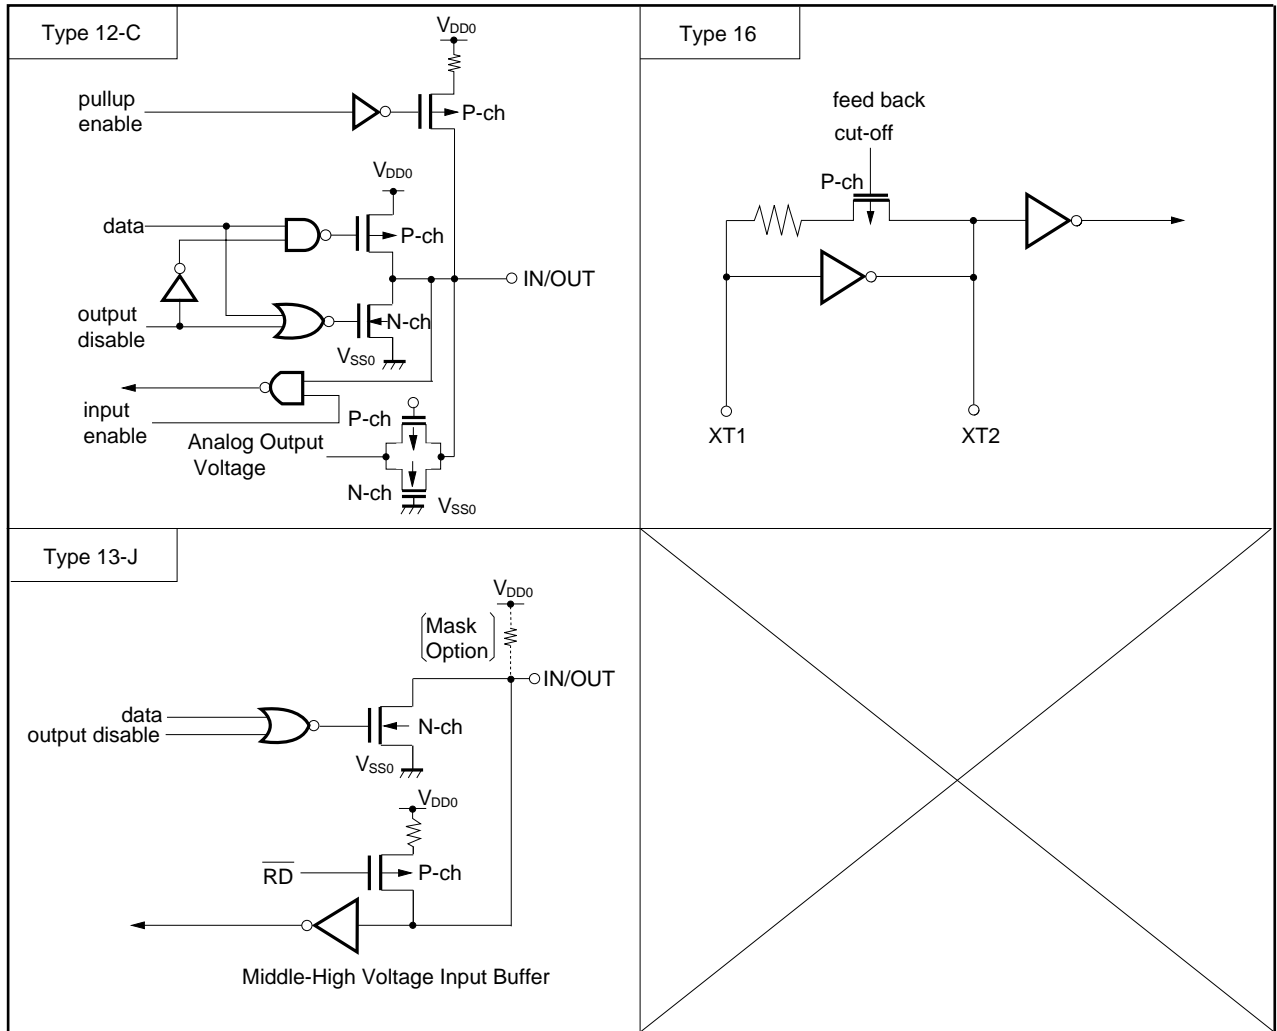 Type 12-C
VDD0
pullup
enable
P-ch
VDD0
data
P-ch
IN/OUT
output
disable
N-ch
VSS0
input
enable
P-ch
Analog Output
Voltage
N-ch
VSS0
Type 16
feed back
cut-off
P-ch
XT1
XT2
Type 13-J
VDD0
Mask
Option
IN/OUT
data
output disable
N-ch
VSS0
VDD0
RD
P-ch
Middle-High Voltage Input Buffer